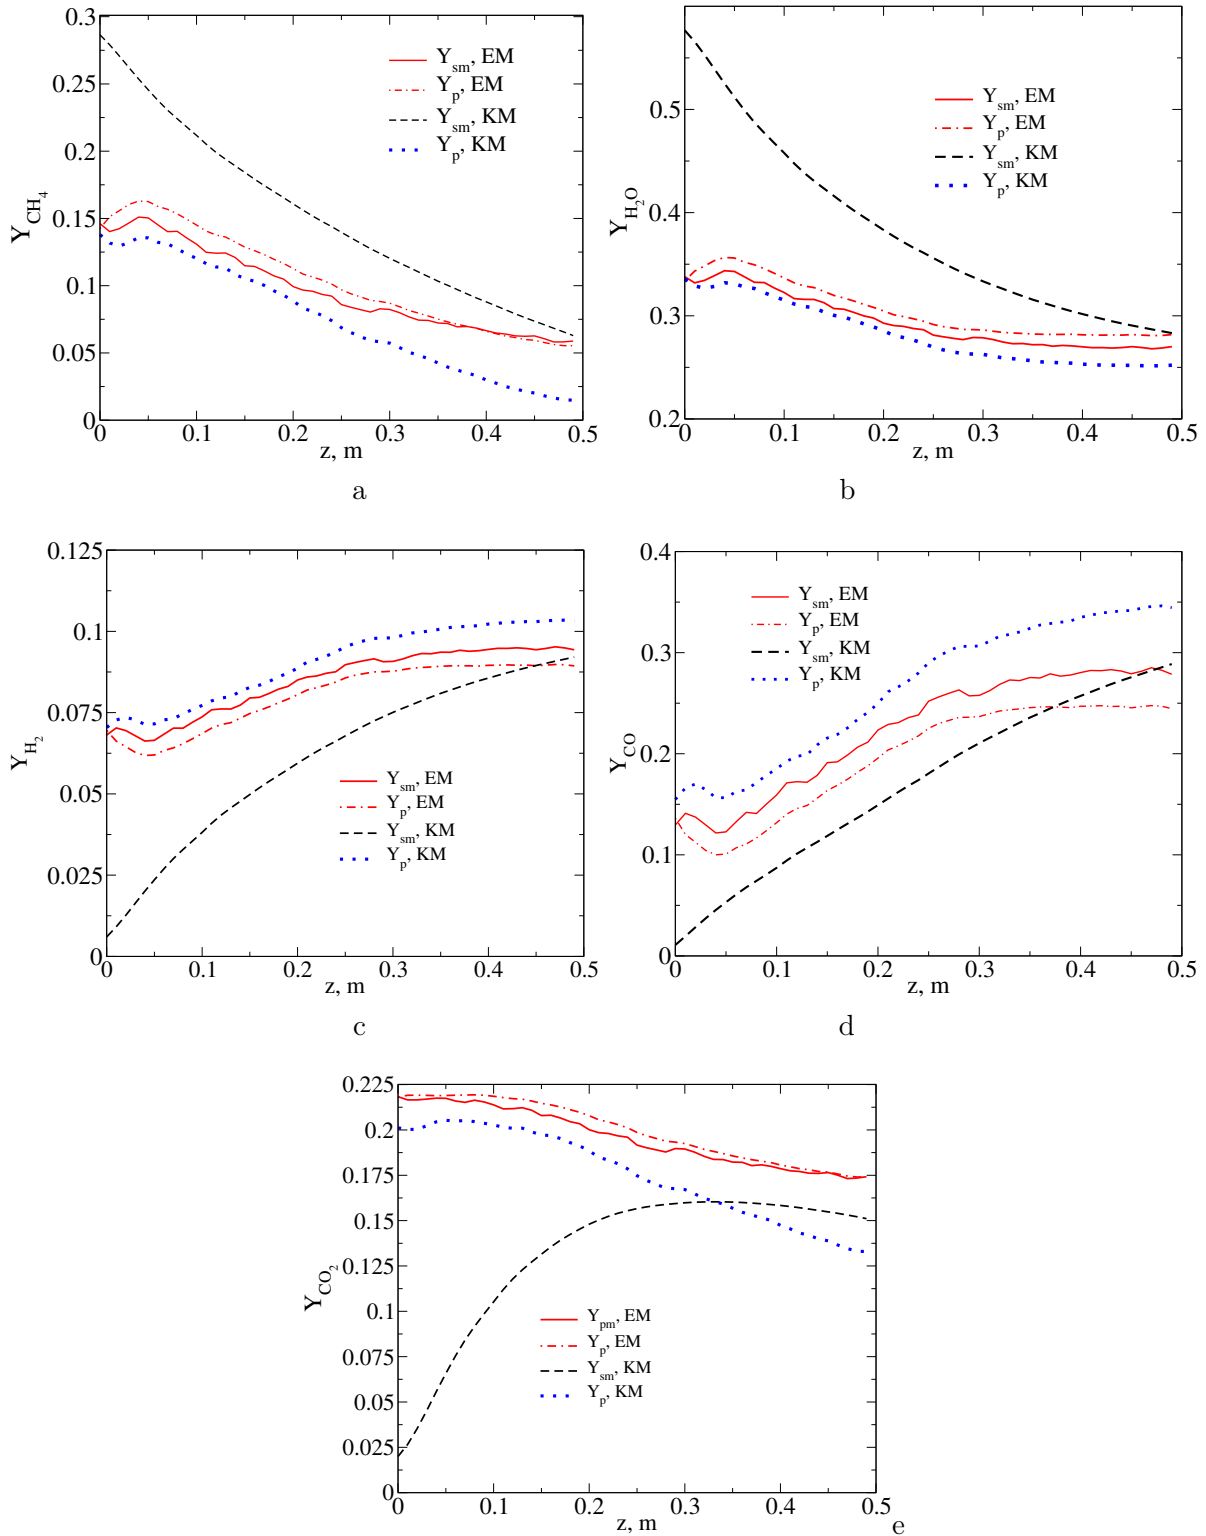 0.3
0.25
0.2
0.15
0.1
0.05
0
Y_CH4
Y_sm, EM
Y_p, EM
Y_sm, KM
Y_p, KM
0 0.1 0.2 0.3 0.4 0.5
z, m
a
0.5
0.4
0.3
0.2
Y_H2O
Y_sm, EM
Y_p, EM
Y_sm, KM
Y_p, KM
0 0.1 0.2 0.3 0.4 0.5
z, m
b
0.125
0.1
0.075
0.05
0.025
0
Y_H2
Y_sm, EM
Y_p, EM
Y_sm, KM
Y_p, KM
0 0.1 0.2 0.3 0.4 0.5
z, m
c
0.4
0.3
0.2
0.1
0
Y_CO
Y_sm, EM
Y_p, EM
Y_sm, KM
Y_p, KM
0 0.1 0.2 0.3 0.4 0.5
z, m
d
0.225
0.2
0.175
0.15
0.125
0.1
0.075
0.05
0.025
0
Y_CO2
Y_pm, EM
Y_p, EM
Y_sm, KM
Y_p, KM
0 0.1 0.2 0.3 0.4 0.5
z, m
e